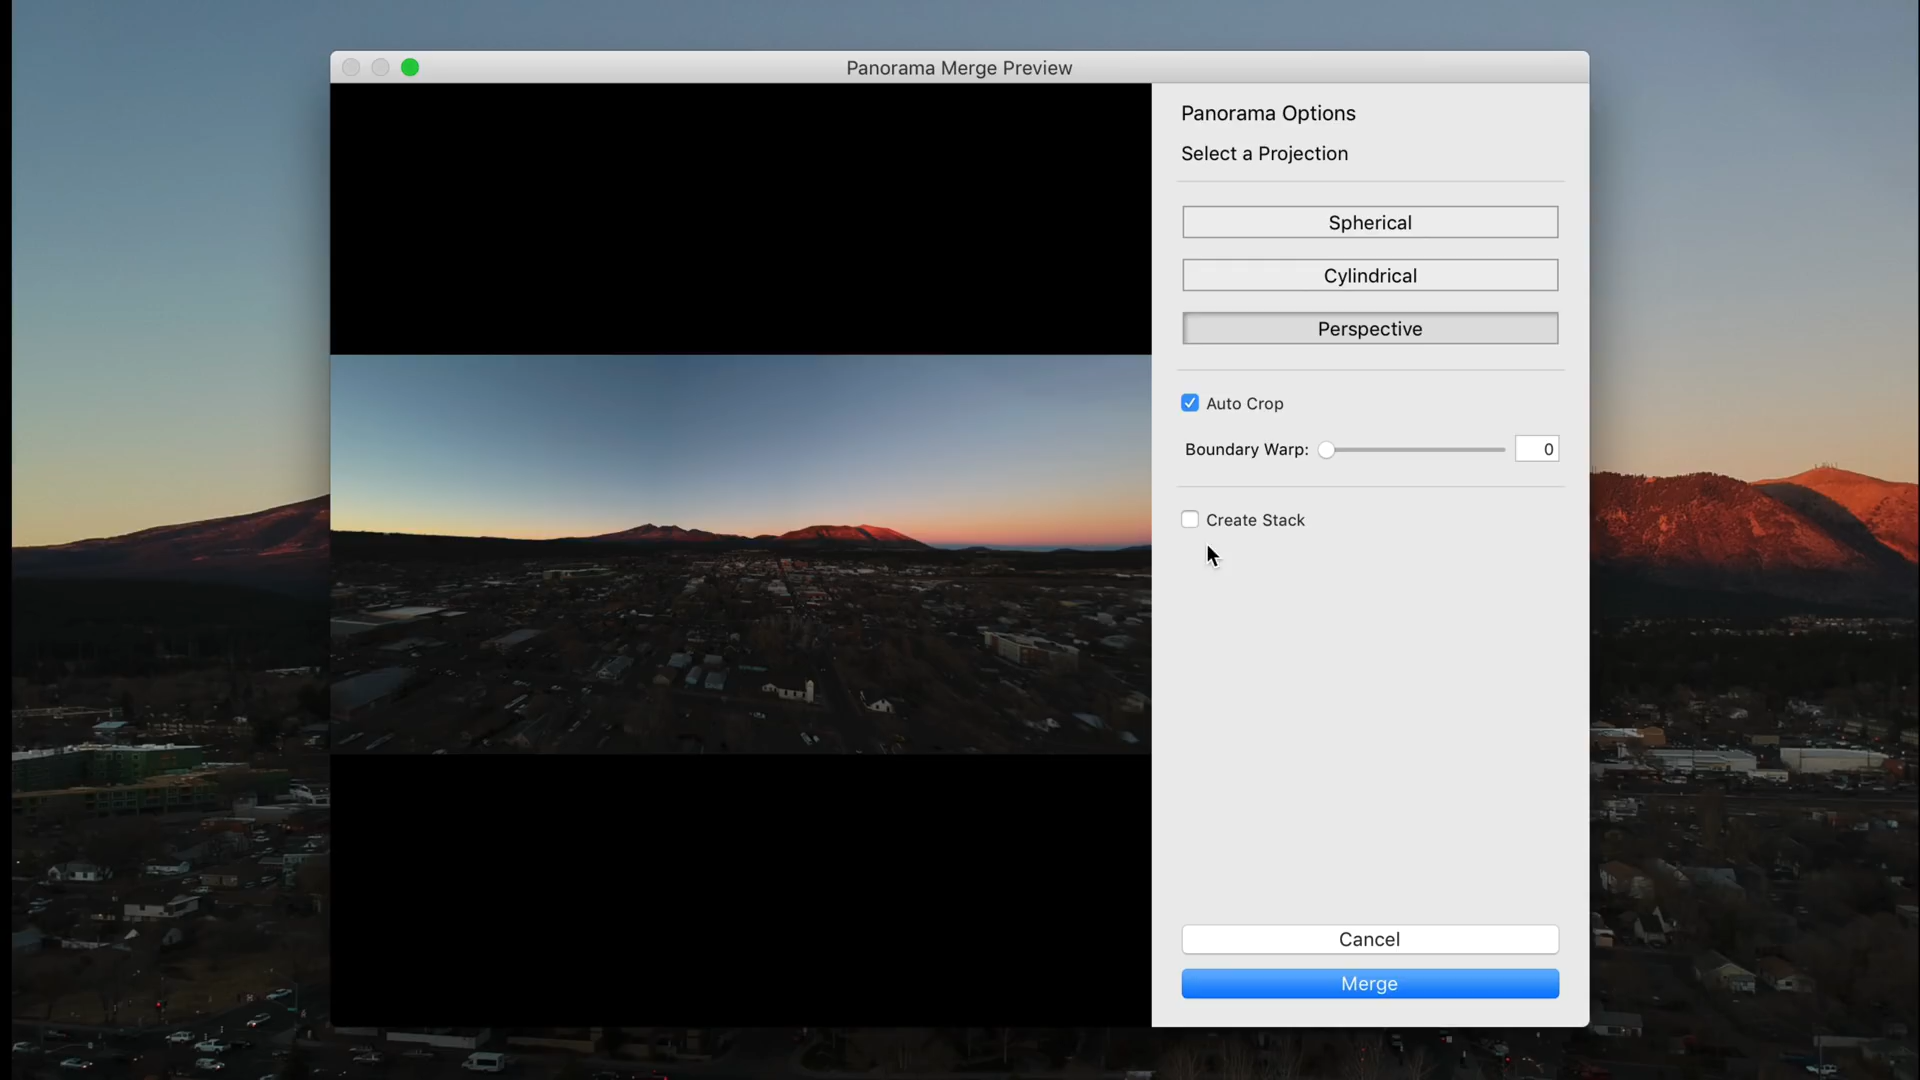 Panorama Merge Preview
Panorama Options
Select a Projection
Spherical
Cylindrical
Perspective
Auto Crop
Boundary Warp: 0
Create Stack
Cancel
Merge